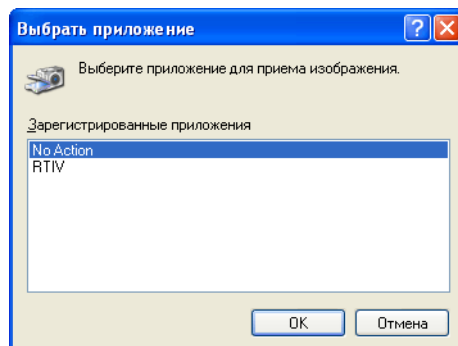 Выбрать приложение
Выберите приложение для приема изображения.
Зарегистрированные приложения
No Action
RTIV
OK
Отмена